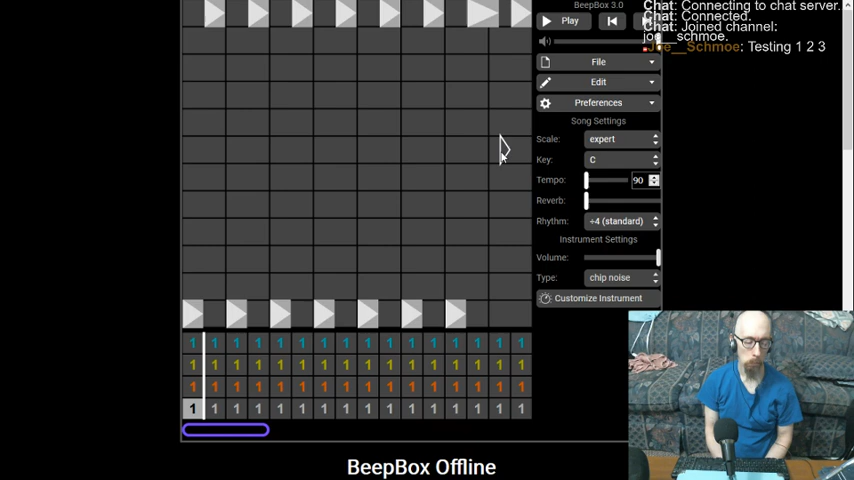 BeepBox 3.0
Chat: Connecting to chat server.
Chat: Connected.
Chat: Joined channel:
joe__schmoe.
Joe__Schmoe: Testing 1 2 3
Play
File
Edit
Preferences
Song Settings
Scale: expert
Key: C
Tempo: 90
Reverb:
Rhythm: ÷4 (standard)
Instrument Settings
Volume:
Type: chip noise
Customize Instrument
1 1 1 1 1 1 1 1 1 1 1 1 1 1 1 1
1 1 1 1 1 1 1 1 1 1 1 1 1 1 1 1
1 1 1 1 1 1 1 1 1 1 1 1 1 1 1 1
1 1 1 1 1 1 1 1 1 1 1 1 1 1 1 1
BeepBox Offline